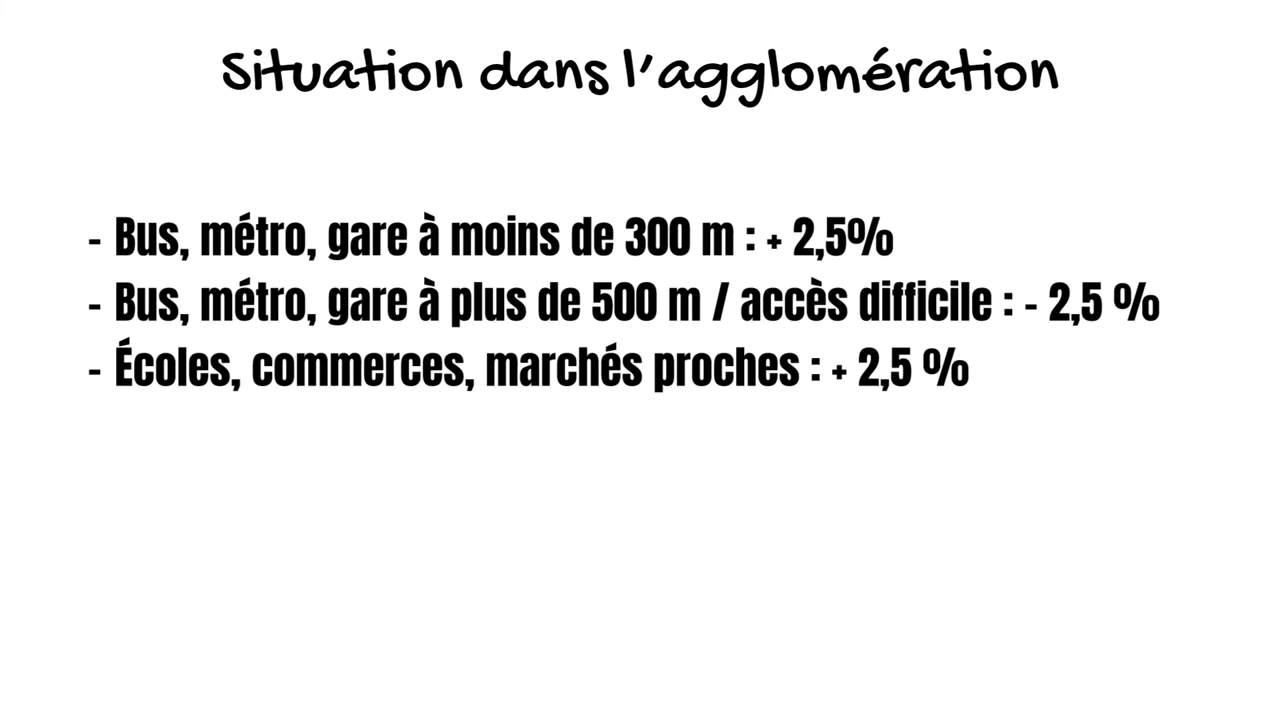 Situation dans l'agglomération
- Bus, métro, gare à moins de 300 m : + 2,5%
- Bus, métro, gare à plus de 500 m / accès difficile : - 2,5 %
- Écoles, commerces, marchés proches : + 2,5 %